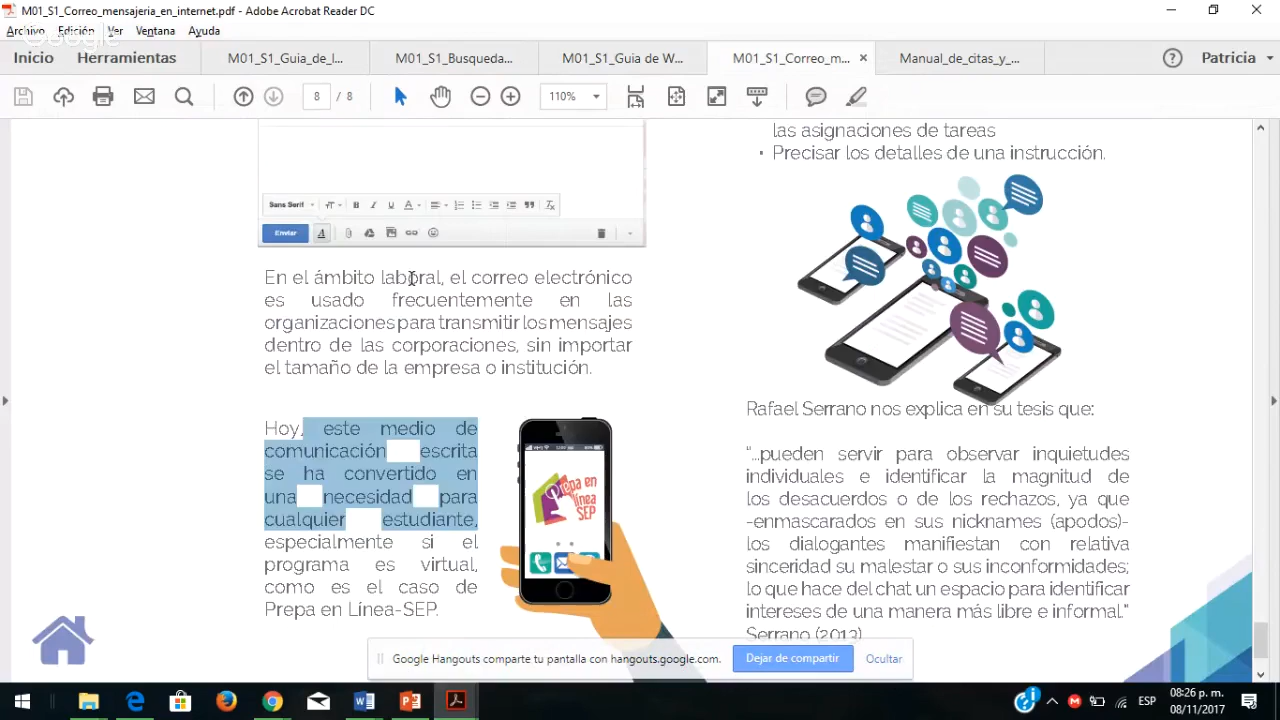 M01_S1_Correo_mensajeria_en_internet.pdf - Adobe Acrobat Reader DC
Google
Archivo Edición Ver Ventana Ayuda
Inicio Herramientas M01_S1_Guia_de_l... M01_S1_Busqueda... M01_S1_Guia de W... M01_S1_Correo_m... Manual_de_citas_y_... Patricia
8 / 8 110%
Sans Serif
Enviar
En el ámbito laboral, el correo electrónico
es usado frecuentemente en las
organizaciones para transmitir los mensajes
dentro de las corporaciones, sin importar
el tamaño de la empresa o institución.
Hoy, este medio de
comunicación escrita
se ha convertido en
una necesidad para
cualquier estudiante,
especialmente si el
programa es virtual,
como es el caso de
Prepa en Línea-SEP.
Prepa en
línea
SEP
las asignaciones de tareas
• Precisar los detalles de una instrucción.
Rafael Serrano nos explica en su tesis que:
"...pueden servir para observar inquietudes
individuales e identificar la magnitud de
los desacuerdos o de los rechazos, ya que
-enmascarados en sus nicknames (apodos)-
los dialogantes manifiestan con relativa
sinceridad su malestar o sus inconformidades;
lo que hace del chat un espacio para identificar
intereses de una manera más libre e informal."
Serrano (2013)
Google Hangouts comparte tu pantalla con hangouts.google.com. Dejar de compartir Ocultar
ESP
08:26 p. m.
08/11/2017